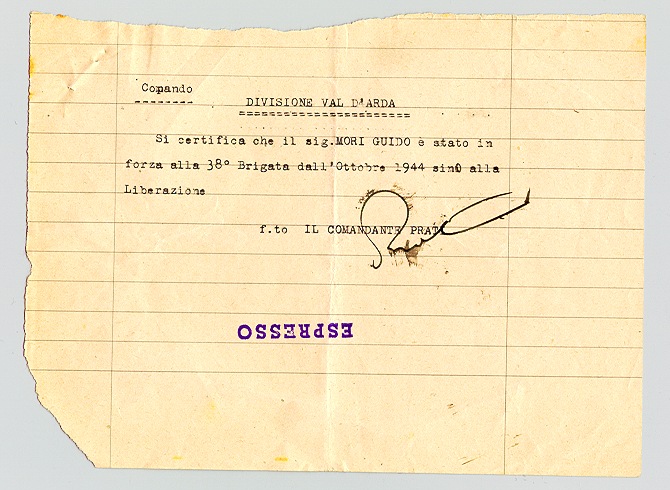 Comando
DIVISIONE VAL D'ARDA
Si certifica che il sig.MORI GUIDO è stato in
forza alla 38° Brigata dall'Ottobre 1944 sino alla
Liberazione
f.to IL COMANDANTE PRATI
ESPRESSO